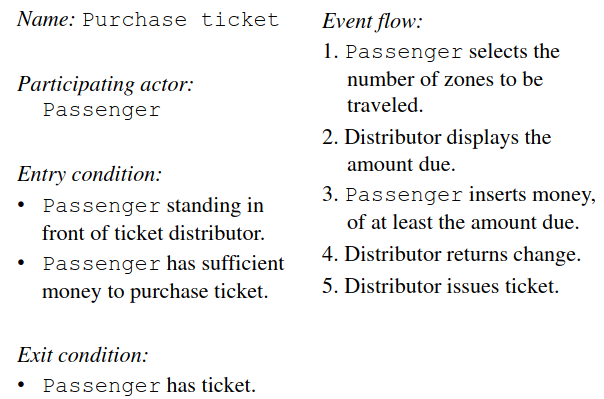 Name: Purchase ticket
Participating actor:
Passenger
Entry condition:
• Passenger standing in
front of ticket distributor.
• Passenger has sufficient
money to purchase ticket.
Exit condition:
• Passenger has ticket.
Event flow:
1. Passenger selects the
number of zones to be
traveled.
2. Distributor displays the
amount due.
3. Passenger inserts money,
of at least the amount due.
4. Distributor returns change.
5. Distributor issues ticket.